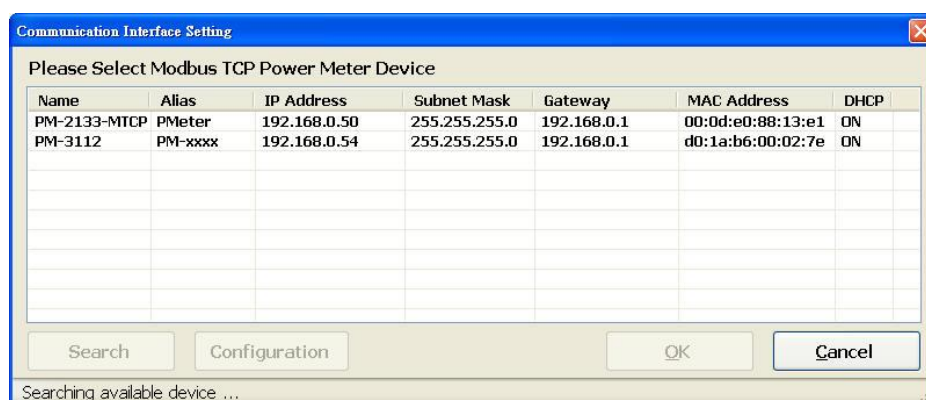 Communication Interface Setting
Please Select Modbus TCP Power Meter Device
Name Alias IP Address Subnet Mask Gateway MAC Address DHCP
PM-2133-MTCP PMeter 192.168.0.50 255.255.255.0 192.168.0.1 00:0d:e0:88:13:e1 ON
PM-3112 PM-xxxx 192.168.0.54 255.255.255.0 192.168.0.1 d0:1a:b6:00:02:7e ON
Search Configuration OK Cancel
Searching available device ...